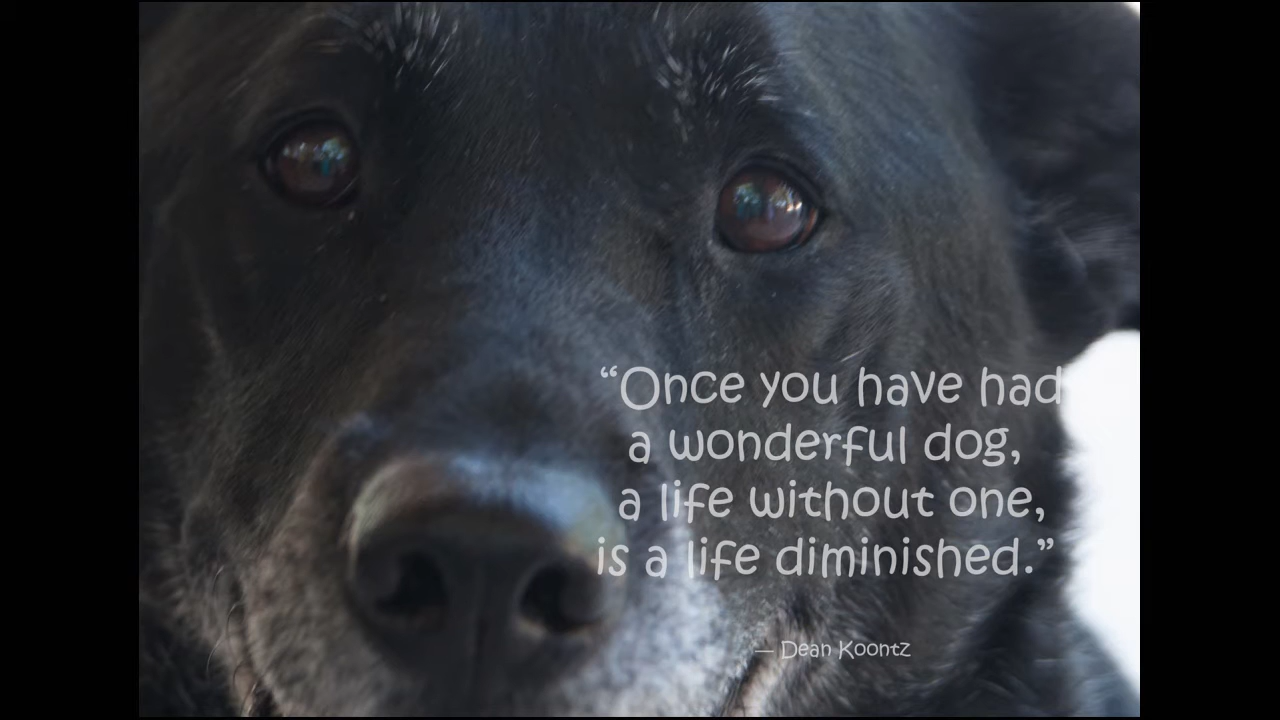 “Once you have had
a wonderful dog,
a life without one,
is a life diminished.”
— Dean Koontz